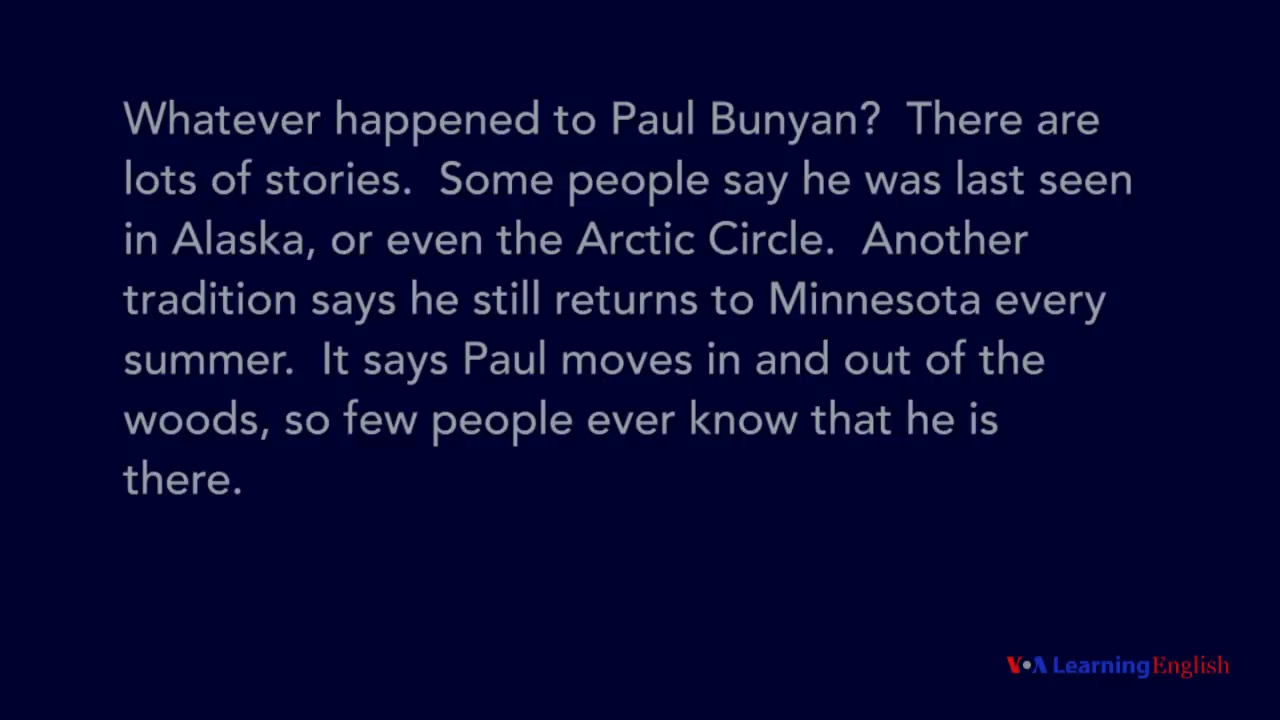 Whatever happened to Paul Bunyan?  There are
lots of stories.  Some people say he was last seen
in Alaska, or even the Arctic Circle.  Another
tradition says he still returns to Minnesota every
summer.  It says Paul moves in and out of the
woods, so few people ever know that he is
there.
VOA Learning English